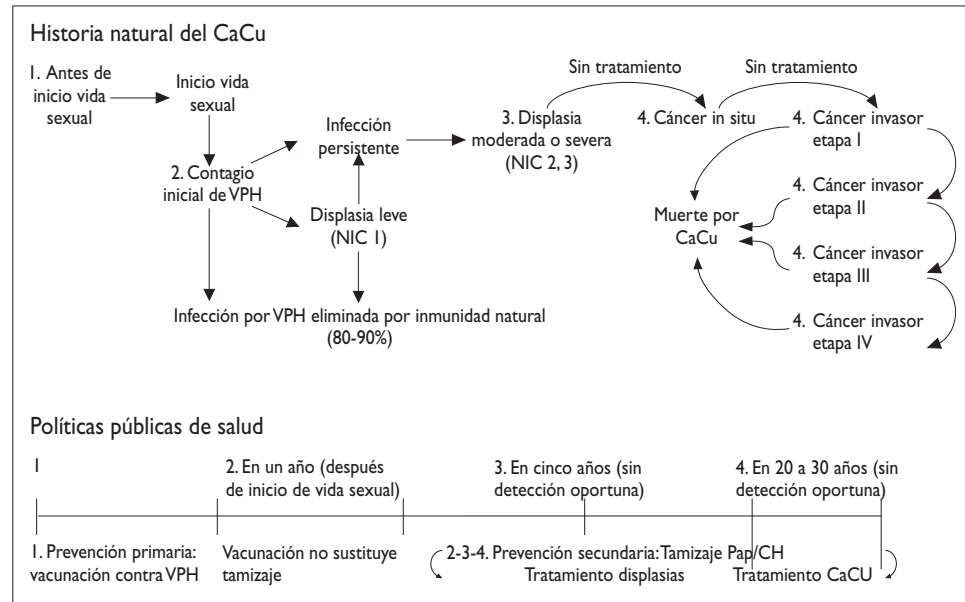 Historia natural del CaCu
1. Antes de
inicio vida
sexual
Inicio vida
sexual
2. Contagio
inicial de VPH
Infección
persistente
Displasia leve
(NIC 1)
Infección por VPH eliminada por inmunidad natural
(80-90%)
Sin tratamiento
Sin tratamiento
3. Displasia
moderada o severa
(NIC 2, 3)
4. Cáncer in situ
4. Cáncer invasor
etapa I
4. Cáncer invasor
etapa II
Muerte por
CaCu
4. Cáncer invasor
etapa III
4. Cáncer invasor
etapa IV
Políticas públicas de salud
1
2. En un año (después
de inicio de vida sexual)
3. En cinco años (sin
detección oportuna)
4. En 20 a 30 años (sin
detección oportuna)
1. Prevención primaria:
vacunación contra VPH
Vacunación no sustituye
tamizaje
2-3-4. Prevención secundaria: Tamizaje Pap/CH
Tratamiento displasias
Tratamiento CaCU